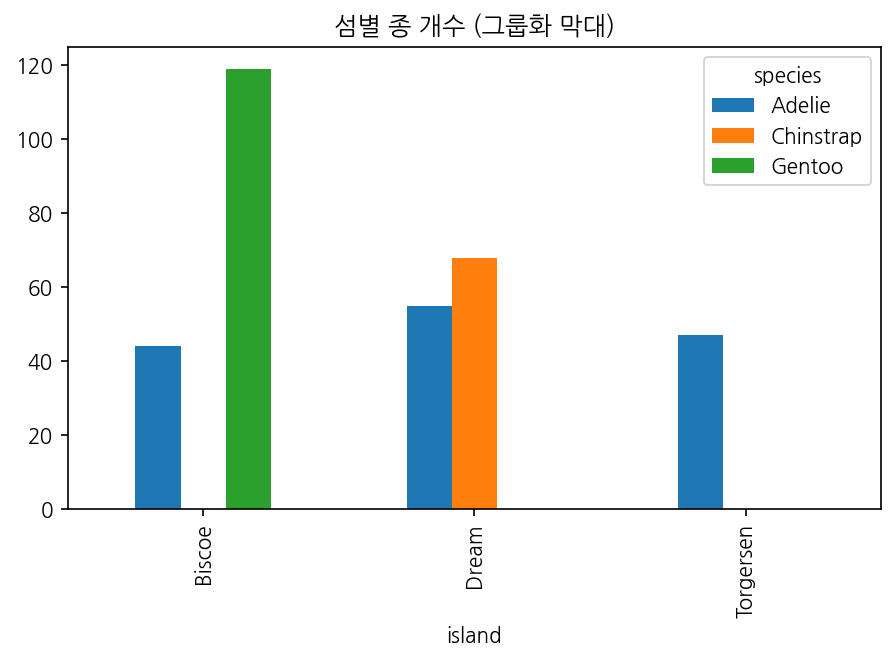 섬별 종 개수 (그룹화 막대)
species
Adelie
Chinstrap
Gentoo
120
100
80
60
40
20
0
Biscoe
Dream
Torgersen
island